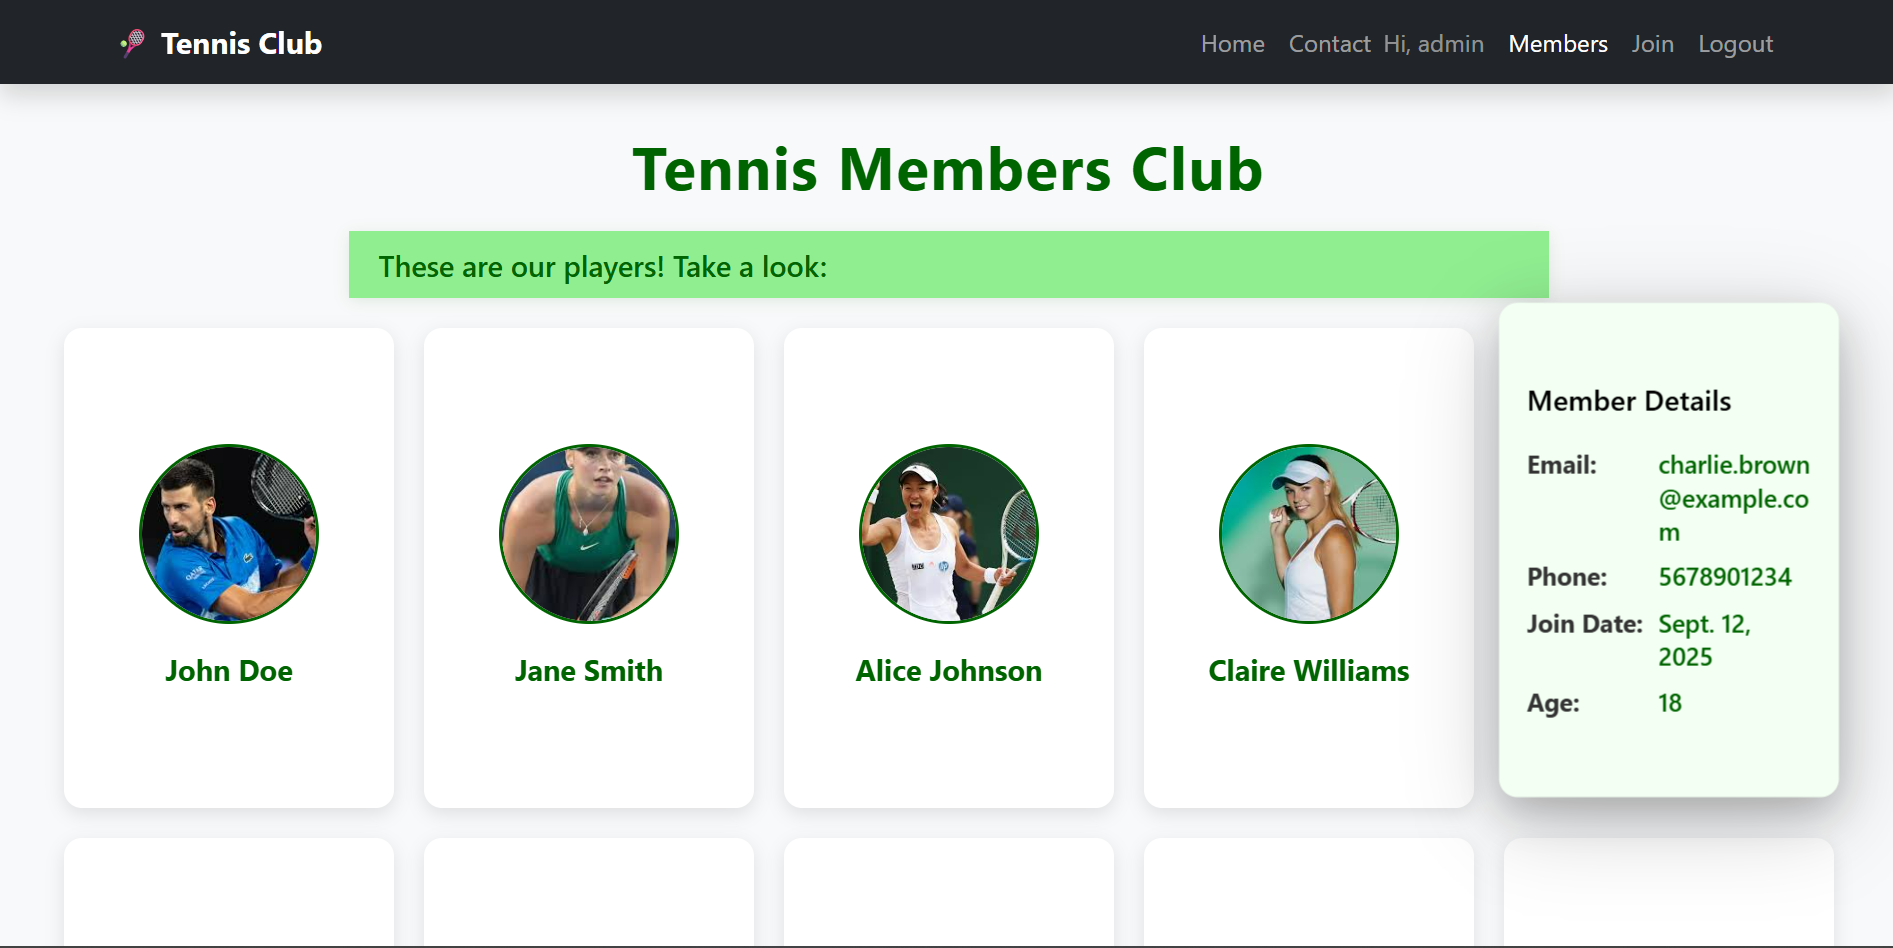 Tennis Club
Home Contact Hi, admin Members Join Logout
Tennis Members Club
These are our players! Take a look:
John Doe
Jane Smith
Alice Johnson
Claire Williams
Member Details
Email: charlie.brown
@example.co
m
Phone: 5678901234
Join Date: Sept. 12,
2025
Age: 18